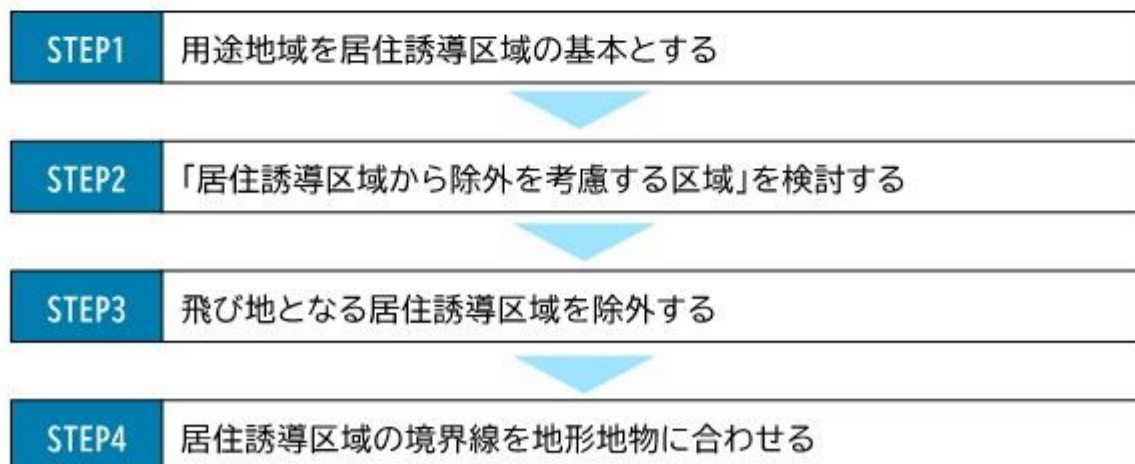 STEP1 用途地域を居住誘導区域の基本とする
STEP2 「居住誘導区域から除外を考慮する区域」を検討する
STEP3 飛び地となる居住誘導区域を除外する
STEP4 居住誘導区域の境界線を地形地物に合わせる